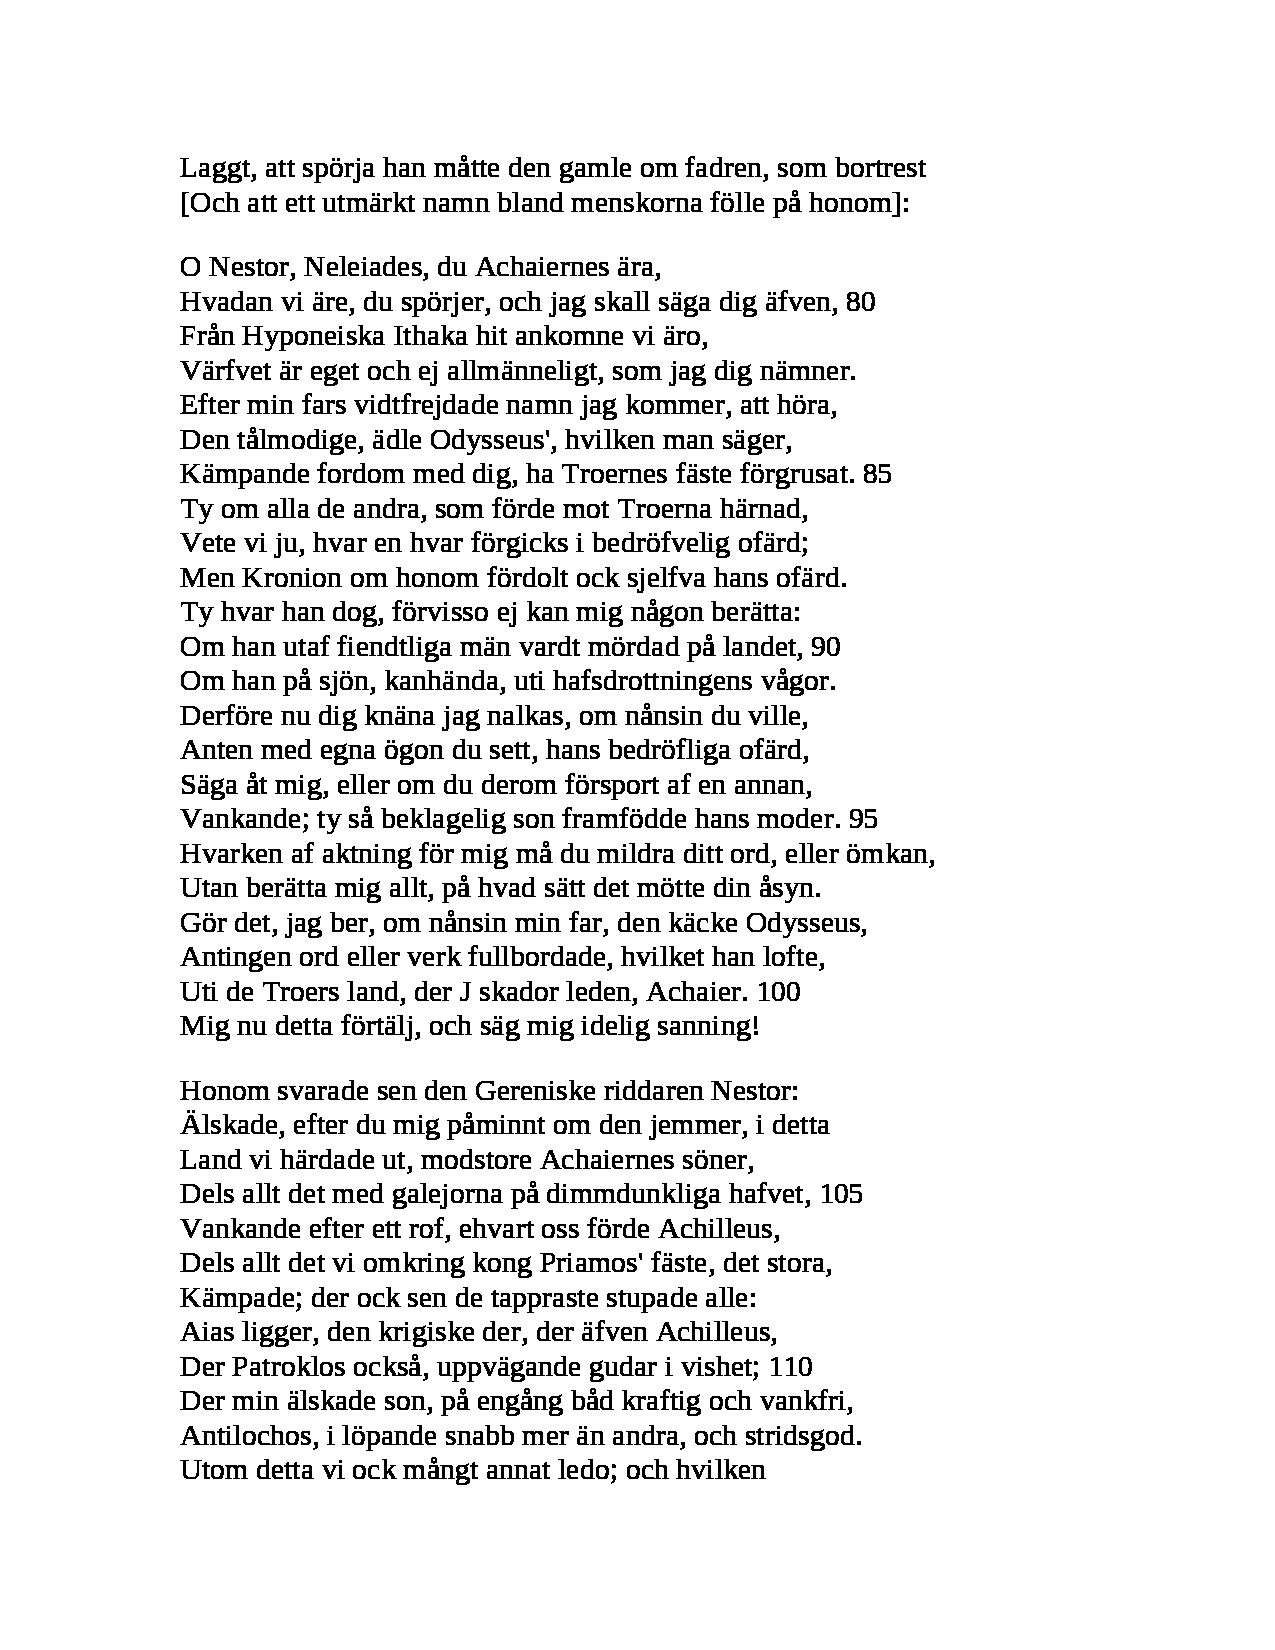 Laggt, att spörja han måtte den gamle om fadren, som bortrest
[Och att ett utmärkt namn bland menskorna fölle på honom]:
O Nestor, Neleiades, du Achaiernes ära,
Hvadan vi äre, du spörjer, och jag skall säga dig äfven, 80
Från Hyponeiska Ithaka hit ankomne vi äro,
Värfvet är eget och ej allmänneligt, som jag dig nämner.
Efter min fars vidtfrejdade namn jag kommer, att höra,
Den tålmodige, ädle Odysseus', hvilken man säger,
Kämpande fordom med dig, ha Troernes fäste förgrusat. 85
Ty om alla de andra, som förde mot Troerna härnad,
Vete vi ju, hvar en hvar förgicks i bedröfvelig ofärd;
Men Kronion om honom fördolt ock sjelfva hans ofärd.
Ty hvar han dog, förvisso ej kan mig någon berätta:
Om han utaf fiendtliga män vardt mördad på landet, 90
Om han på sjön, kanhända, uti hafsdrottningens vågor.
Derföre nu dig knäna jag nalkas, om nånsin du ville,
Anten med egna ögon du sett, hans bedröfliga ofärd,
Säga åt mig, eller om du derom försport af en annan,
Vankande; ty så beklagelig son framfödde hans moder. 95
Hvarken af aktning för mig må du mildra ditt ord, eller ömkan,
Utan berätta mig allt, på hvad sätt det mötte din åsyn.
Gör det, jag ber, om nånsin min far, den käcke Odysseus,
Antingen ord eller verk fullbordade, hvilket han lofte,
Uti de Troers land, der J skador leden, Achaier. 100
Mig nu detta förtälj, och säg mig idelig sanning!
Honom svarade sen den Gereniske riddaren Nestor:
Älskade, efter du mig påminnt om den jemmer, i detta
Land vi härdade ut, modstore Achaiernes söner,
Dels allt det med galejorna på dimmdunkliga hafvet, 105
Vankande efter ett rof, ehvart oss förde Achilleus,
Dels allt det vi omkring kong Priamos' fäste, det stora,
Kämpade; der ock sen de tappraste stupade alle:
Aias ligger, den krigiske der, der äfven Achilleus,
Der Patroklos också, uppvägande gudar i vishet; 110
Der min älskade son, på engång båd kraftig och vankfri,
Antilochos, i löpande snabb mer än andra, och stridsgod.
Utom detta vi ock mångt annat ledo; och hvilken